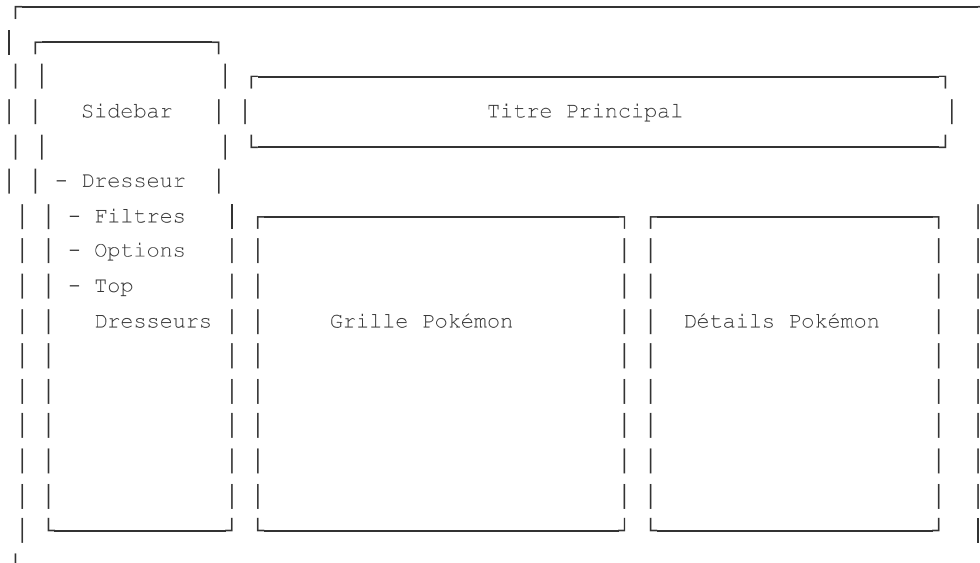 Sidebar
Titre Principal
- Dresseur
- Filtres
- Options
- Top
Dresseurs
Grille Pokémon
Détails Pokémon